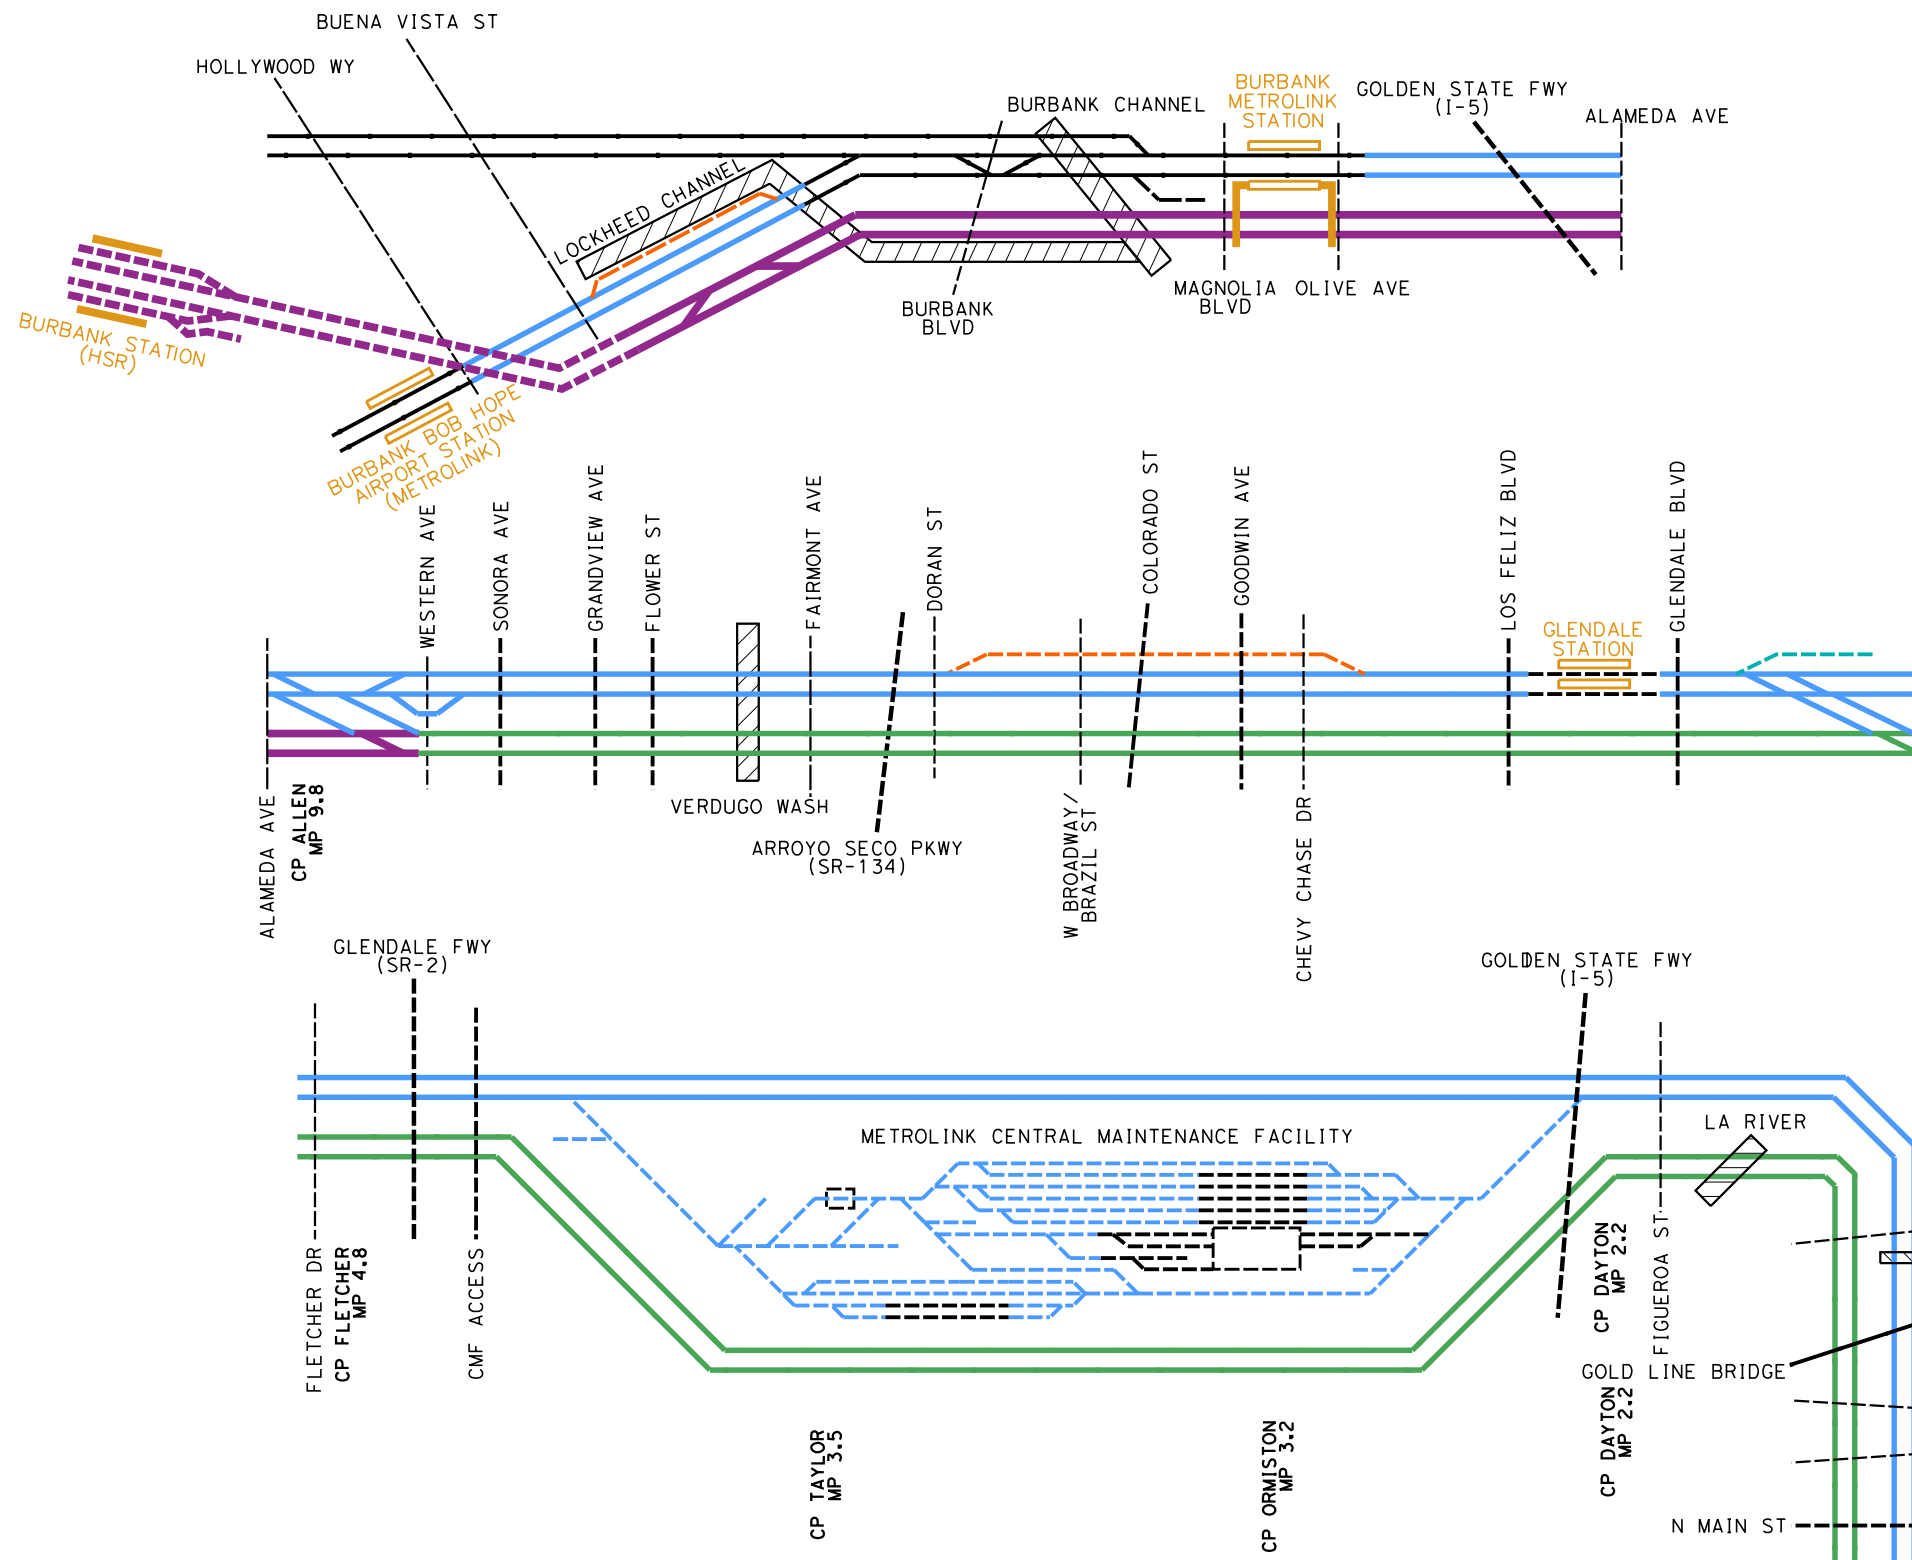 BUENA VISTA ST
HOLLYWOOD WY
BURBANK CHANNEL
BURBANK
METROLINK
STATION
GOLDEN STATE FWY
(I-5)
ALAMEDA AVE
LOCKHEED CHANNEL
BURBANK STATION
(HSR)
BURBANK
BLVD
MAGNOLIA
BLVD
OLIVE AVE
BURBANK BOB HOPE
AIRPORT STATION
(METROLINK)
WESTERN AVE
SONORA AVE
GRANDVIEW AVE
FLOWER ST
FAIRMONT AVE
DORAN ST
COLORADO ST
GOODWIN AVE
LOS FELIZ BLVD
GLENDALE
STATION
GLENDALE BLVD
ALAMEDA AVE
CP ALLEN
MP 9.8
VERDUGO WASH
ARROYO SECO PKWY
(SR-134)
W BROADWAY/
BRAZIL ST
CHEVY CHASE DR
GLENDALE FWY
(SR-2)
GOLDEN STATE FWY
(I-5)
METROLINK CENTRAL MAINTENANCE FACILITY
LA RIVER
FLETCHER DR
CP FLETCHER
MP 4.8
CMF ACCESS
CP DAYTON
MP 2.2
FIGUEROA ST
GOLD LINE BRIDGE
CP TAYLOR
MP 3.5
CP ORMISTON
MP 3.2
CP DAYTON
MP 2.2
N MAIN ST